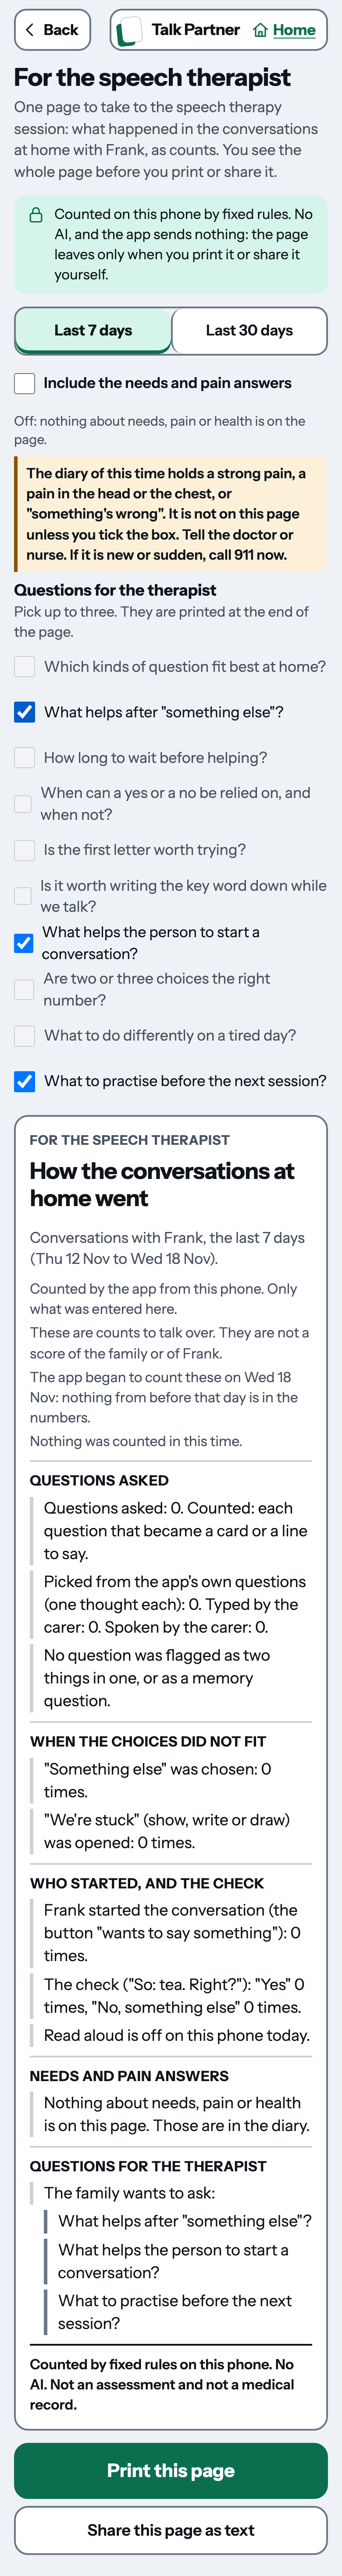 Back
Talk Partner
Home
For the speech therapist
One page to take to the speech therapy
session: what happened in the conversations
at home with Frank, as counts. You see the
whole page before you print or share it.
Counted on this phone by fixed rules. No
AI, and the app sends nothing: the page
leaves only when you print it or share it
yourself.
Last 7 days
Last 30 days
Include the needs and pain answers
Off: nothing about needs, pain or health is on the
page.
The diary of this time holds a strong pain, a
pain in the head or the chest, or
"something's wrong". It is not on this page
unless you tick the box. Tell the doctor or
nurse. If it is new or sudden, call 911 now.
Questions for the therapist
Pick up to three. They are printed at the end of
the page.
Which kinds of question fit best at home?
What helps after "something else"?
How long to wait before helping?
When can a yes or a no be relied on, and
when not?
Is the first letter worth trying?
Is it worth writing the key word down while
we talk?
What helps the person to start a
conversation?
Are two or three choices the right
number?
What to do differently on a tired day?
What to practise before the next session?
FOR THE SPEECH THERAPIST
How the conversations at
home went
Conversations with Frank, the last 7 days
(Thu 12 Nov to Wed 18 Nov).
Counted by the app from this phone. Only
what was entered here.
These are counts to talk over. They are not a
score of the family or of Frank.
The app began to count these on Wed 18
Nov: nothing from before that day is in the
numbers.
Nothing was counted in this time.
QUESTIONS ASKED
Questions asked: 0. Counted: each
question that became a card or a line
to say.
Picked from the app's own questions
(one thought each): 0. Typed by the
carer: 0. Spoken by the carer: 0.
No question was flagged as two
things in one, or as a memory
question.
WHEN THE CHOICES DID NOT FIT
"Something else" was chosen: 0
times.
"We're stuck" (show, write or draw)
was opened: 0 times.
WHO STARTED, AND THE CHECK
Frank started the conversation (the
button "wants to say something"): 0
times.
The check ("So: tea. Right?"): "Yes" 0
times, "No, something else" 0 times.
Read aloud is off on this phone today.
NEEDS AND PAIN ANSWERS
Nothing about needs, pain or health
is on this page. Those are in the diary.
QUESTIONS FOR THE THERAPIST
The family wants to ask:
What helps after "something else"?
What helps the person to start a
conversation?
What to practise before the next
session?
Counted by fixed rules on this phone. No
AI. Not an assessment and not a medical
record.
Print this page
Share this page as text